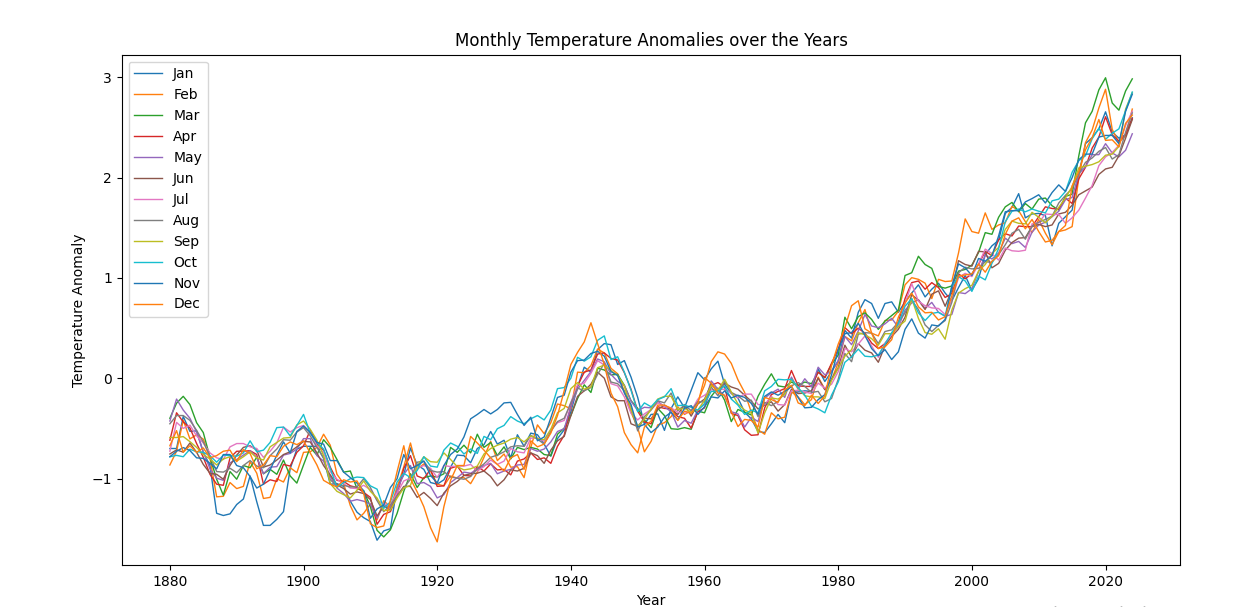 Monthly Temperature Anomalies over the Years
Jan
Feb
Mar
Apr
May
Jun
Jul
Aug
Sep
Oct
Nov
Dec
Temperature Anomaly
3
2
1
0
−1
1880
1900
1920
1940
1960
1980
2000
2020
Year